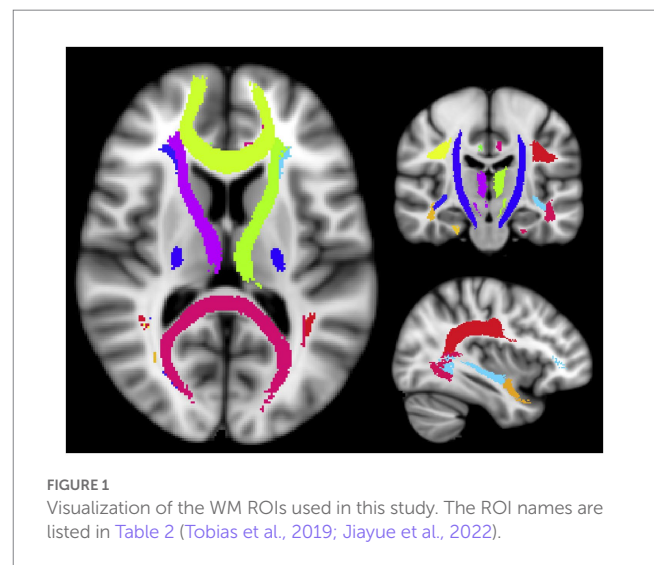 FIGURE 1
Visualization of the WM ROIs used in this study. The ROI names are
listed in Table 2 (Tobias et al., 2019; Jiayue et al., 2022).